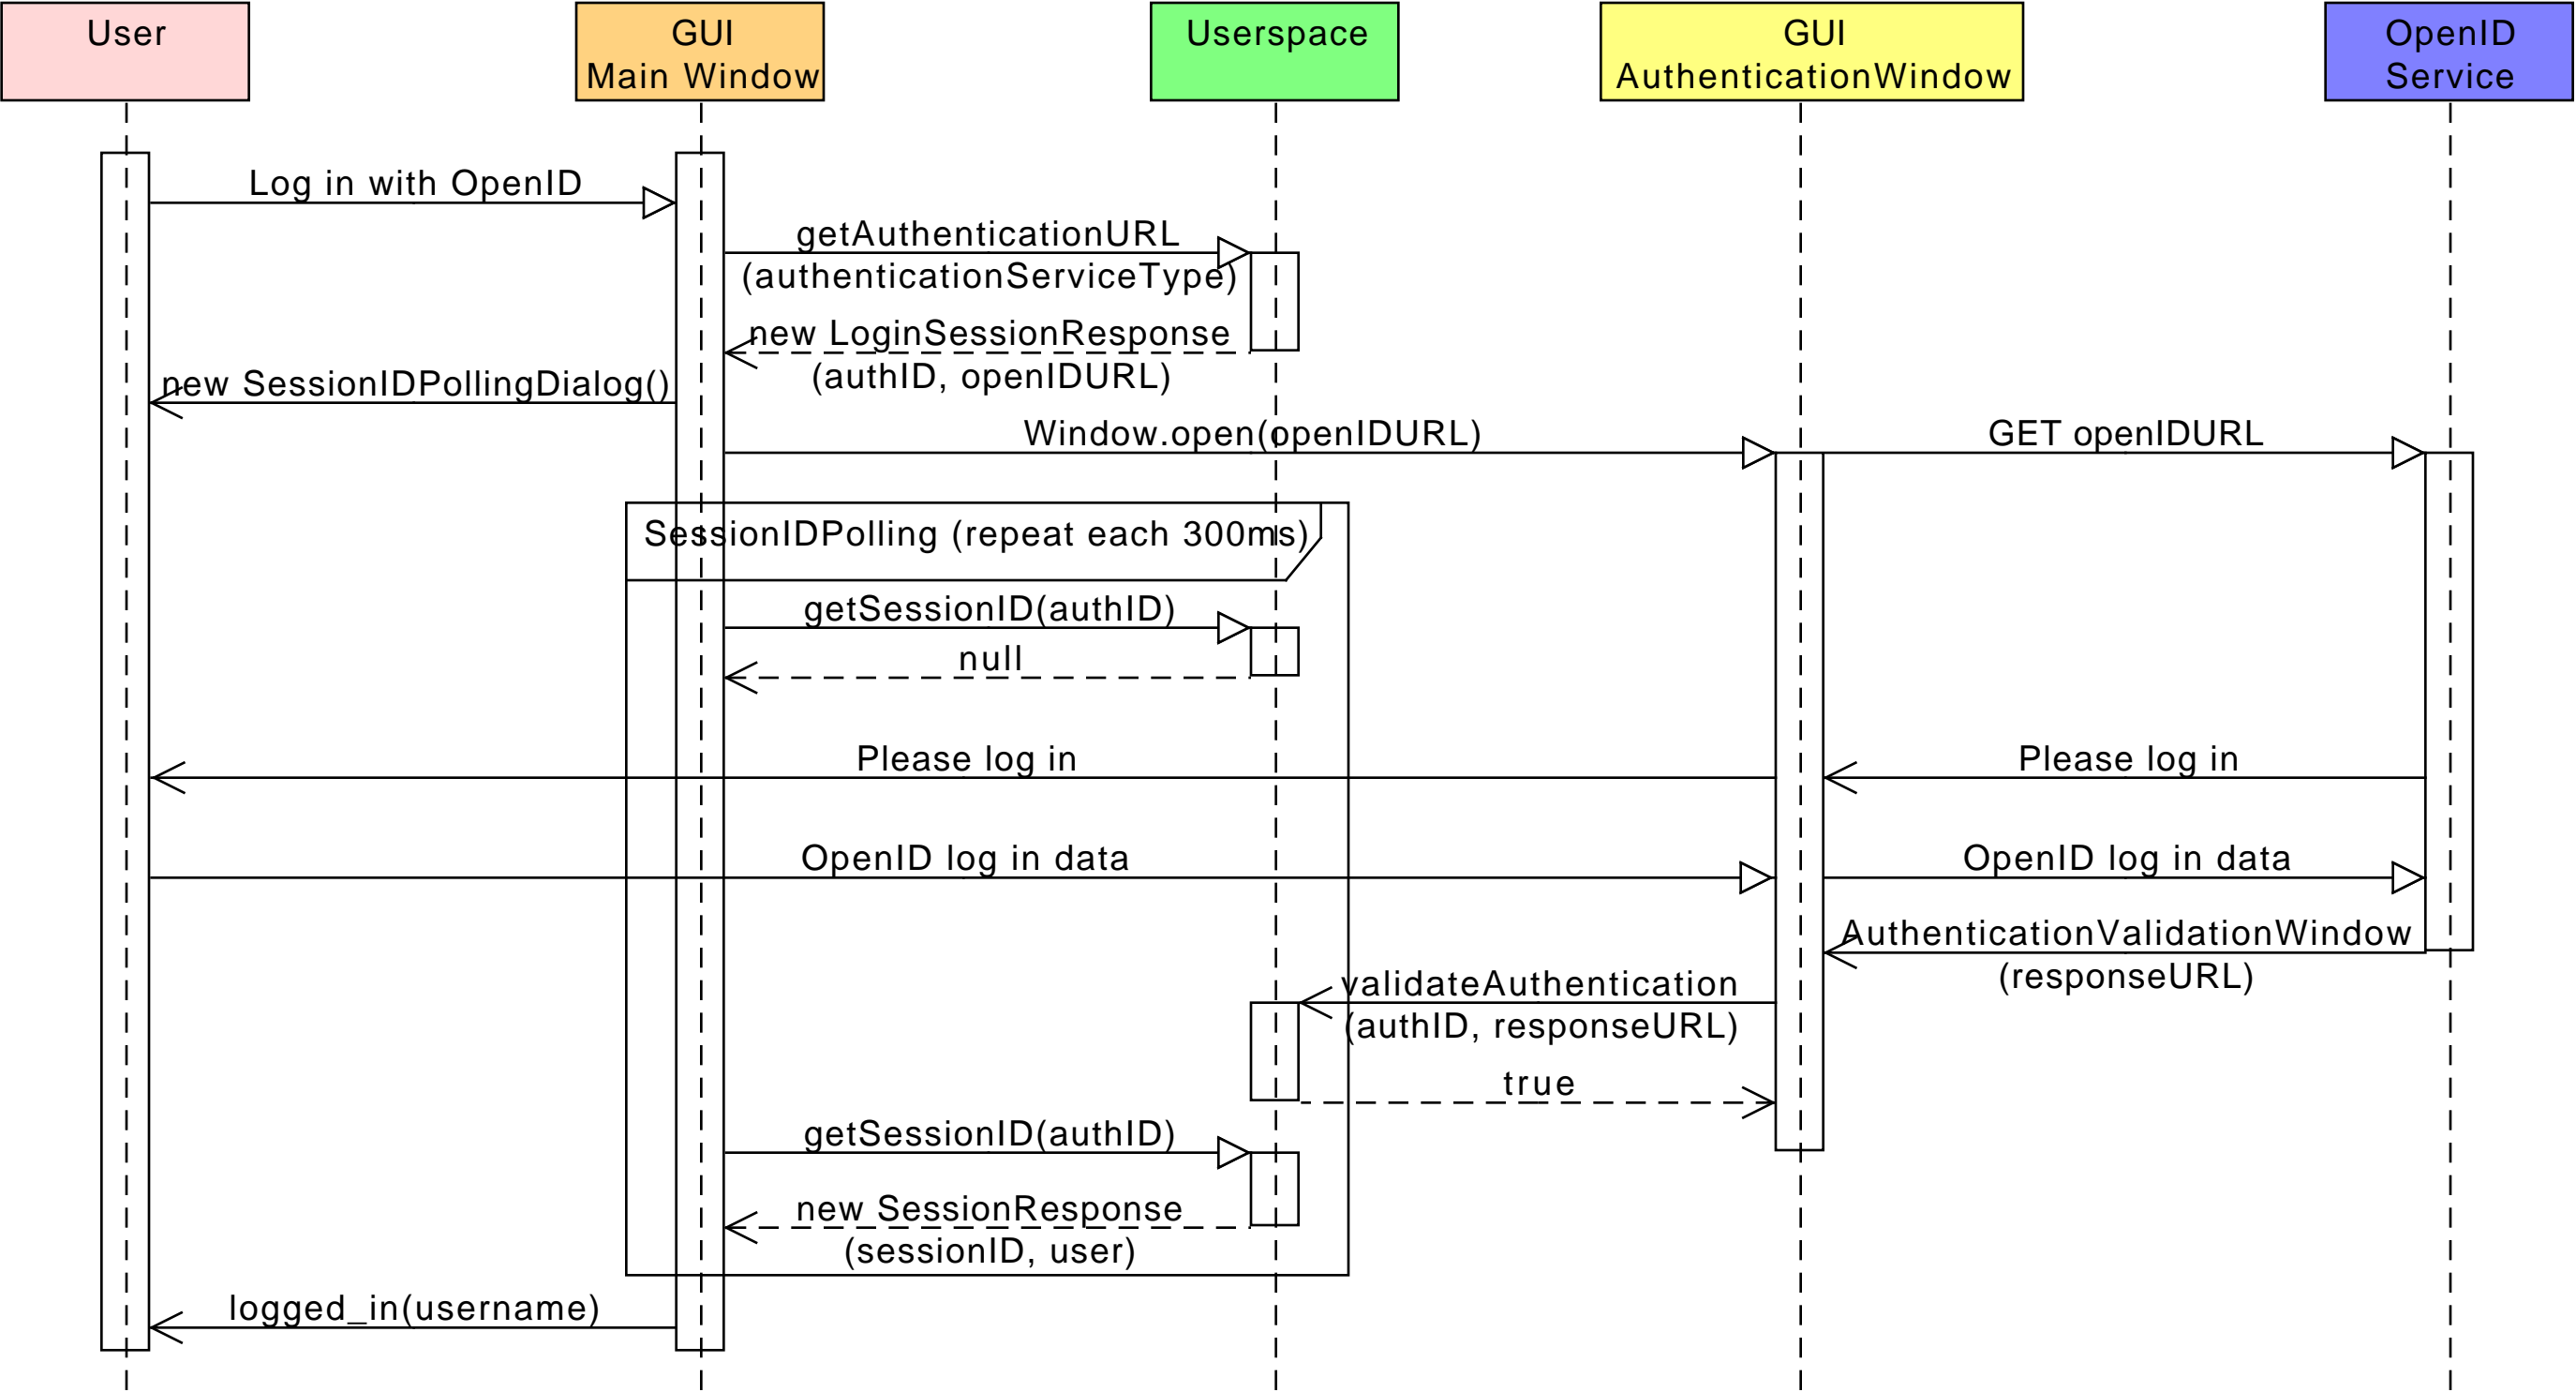 User
GUI
Main Window
Userspace
GUI
AuthenticationWindow
OpenID
Service
Log in with OpenID
getAuthenticationURL
(authenticationServiceType)
new LoginSessionResponse
(authID, openIDURL)
new SessionIDPollingDialog()
Window.open(openIDURL)
GET openIDURL
SessionIDPolling (repeat each 300ms)
getSessionID(authID)
null
Please log in
Please log in
OpenID log in data
OpenID log in data
AuthenticationValidationWindow
(responseURL)
validateAuthentication
(authID, responseURL)
true
getSessionID(authID)
new SessionResponse
(sessionID, user)
logged_in(username)